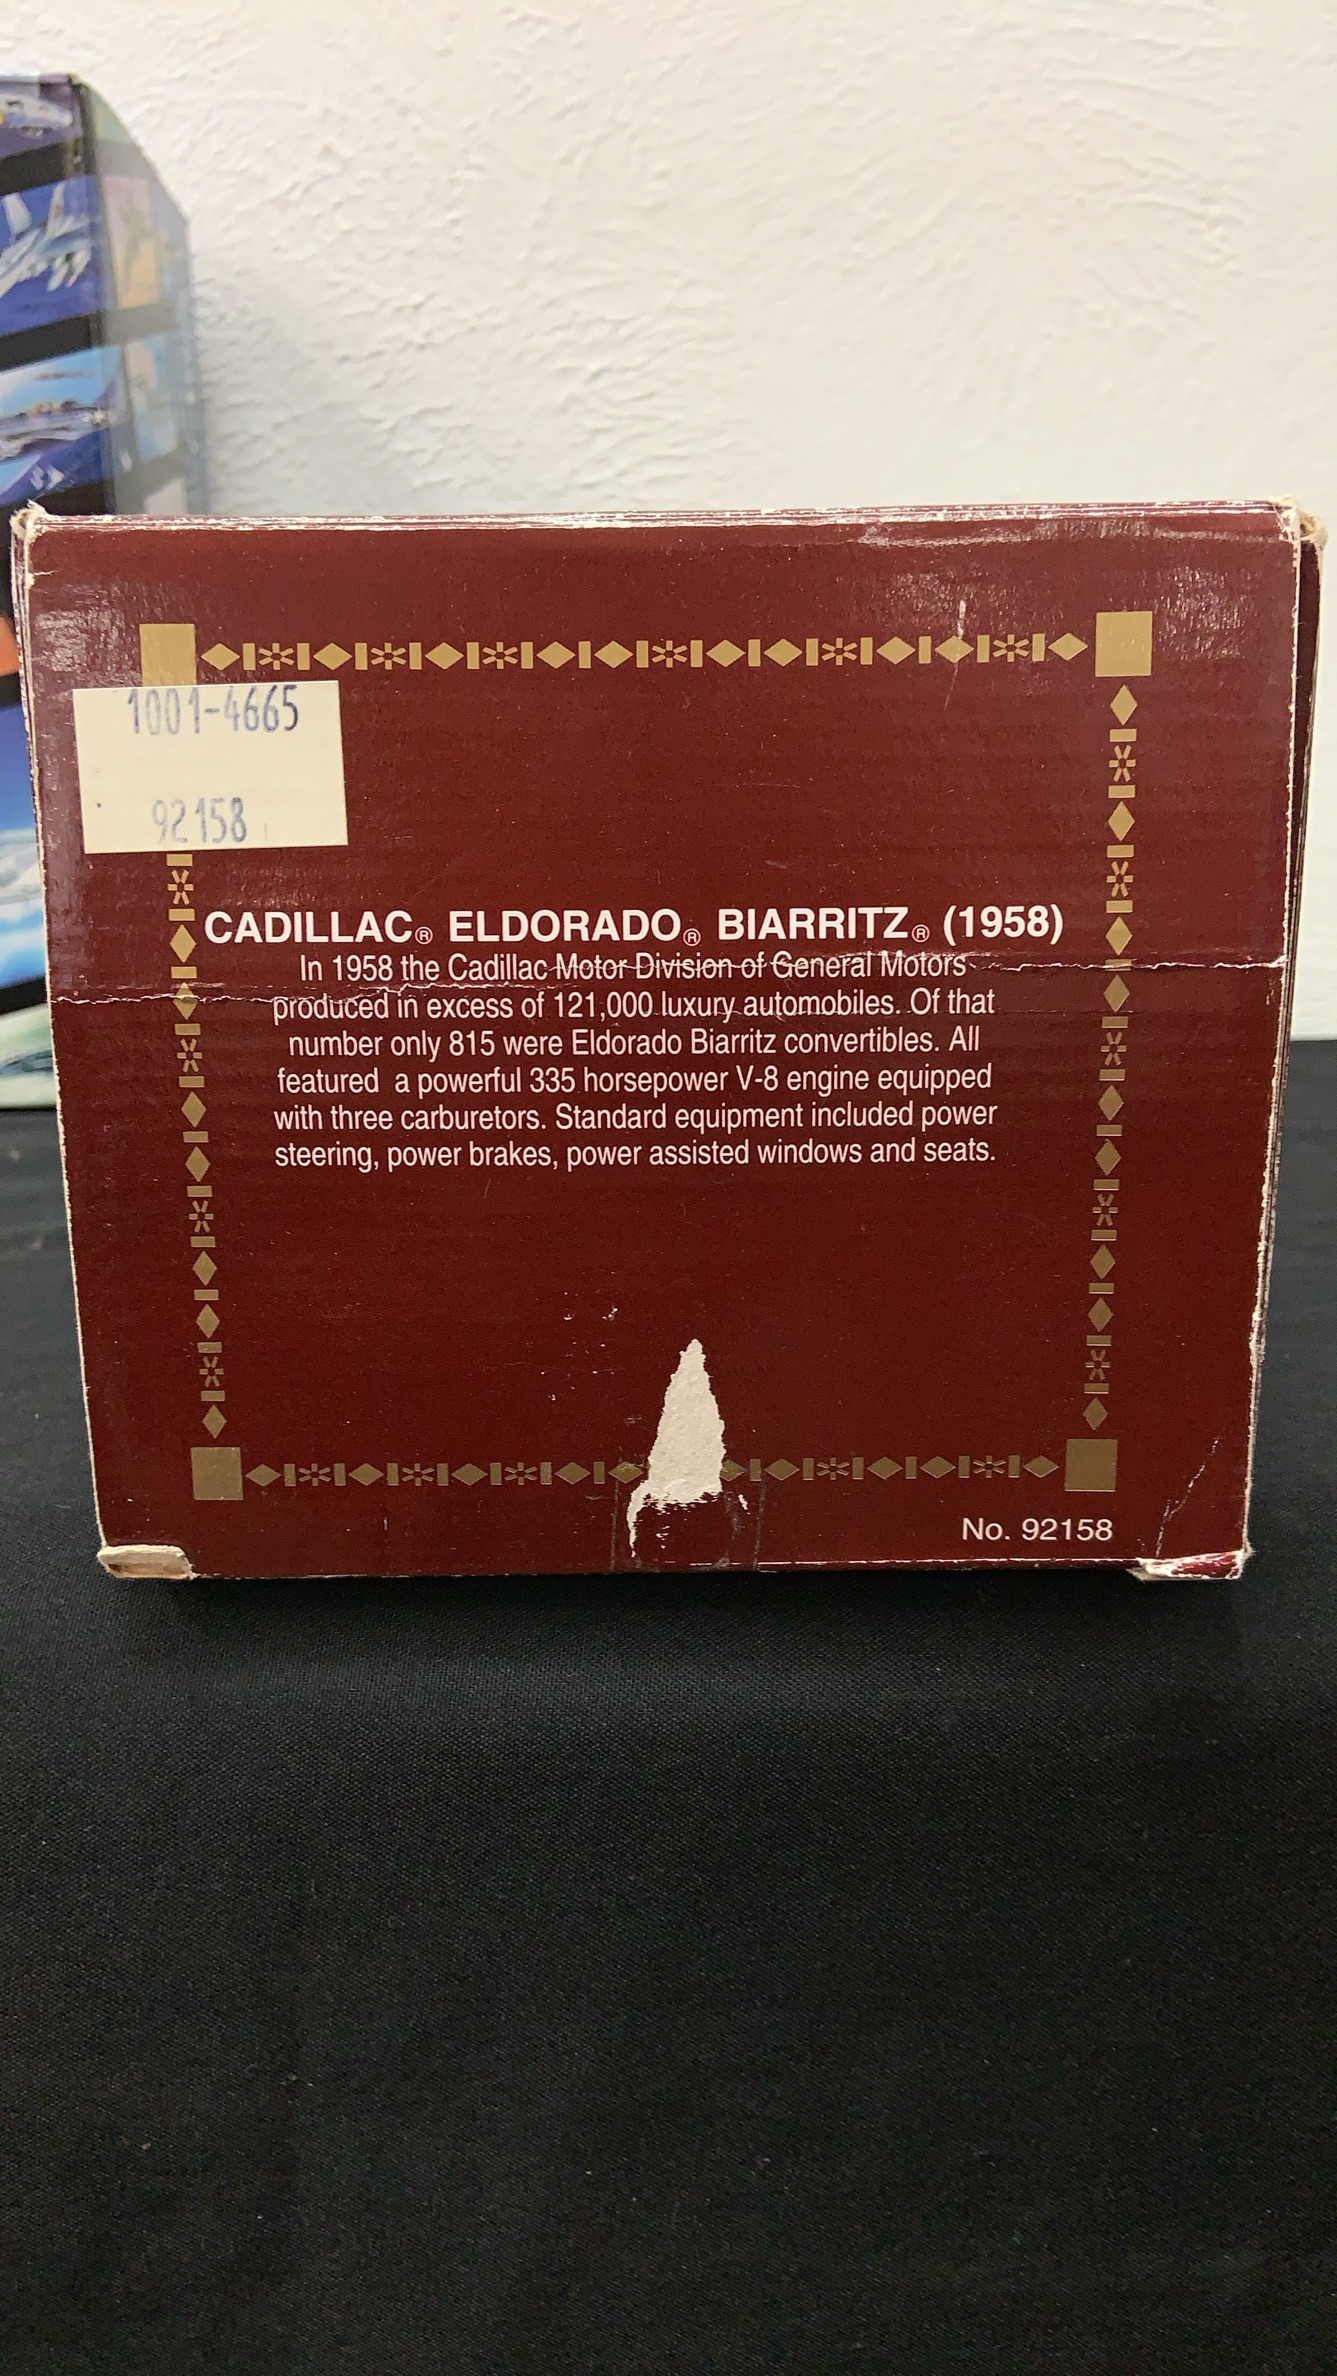 1001-4665
92158
CADILLAC® ELDORADO® BIARRITZ® (1958)
In 1958 the Cadillac Motor Division of General Motors
produced in excess of 121,000 luxury automobiles. Of that
number only 815 were Eldorado Biarritz convertibles. All
featured a powerful 335 horsepower V-8 engine equipped
with three carburetors. Standard equipment included power
steering, power brakes, power assisted windows and seats.
No. 92158